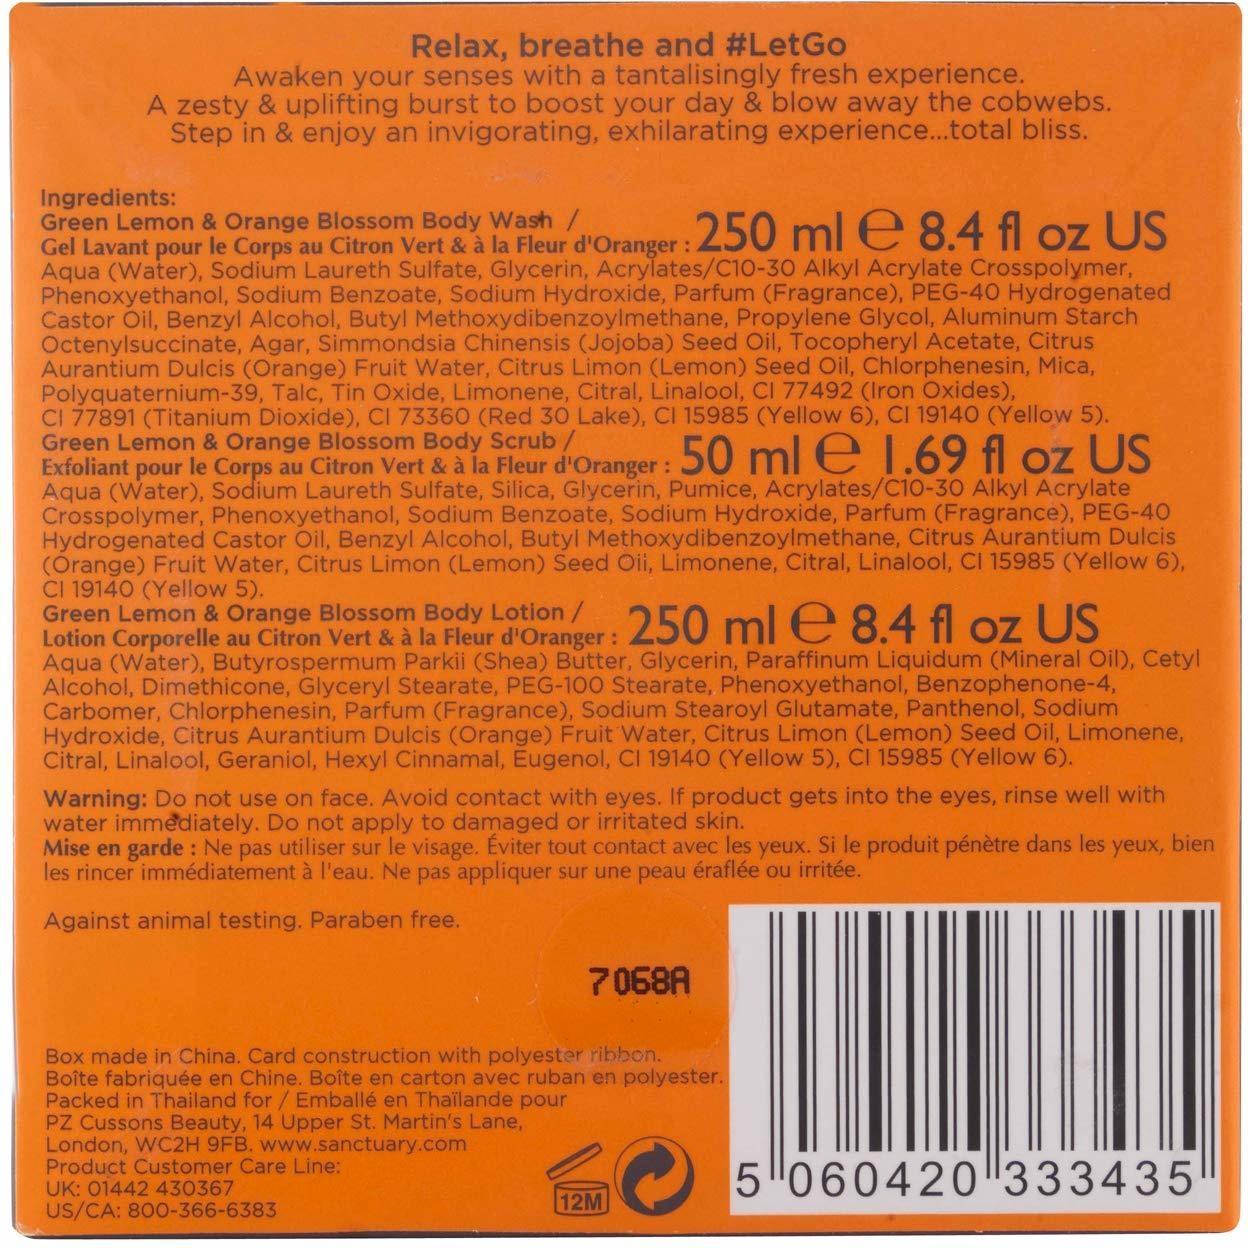 Relax, breathe and #LetGo
Awaken your senses with a tantalisingly fresh experience.
A zesty & uplifting burst to boost your day & blow away the cobwebs.
Step in & enjoy an invigorating, exhilarating experience...total bliss.
Ingredients:
Green Lemon & Orange Blossom Body Wash /
Gel Lavant pour le Corps au Citron Vert & à la Fleur d'Oranger : 250 ml ℮ 8.4 fl oz US
Aqua (Water), Sodium Laureth Sulfate, Glycerin, Acrylates/C10-30 Alkyl Acrylate Crosspolymer,
Phenoxyethanol, Sodium Benzoate, Sodium Hydroxide, Parfum (Fragrance), PEG-40 Hydrogenated
Castor Oil, Benzyl Alcohol, Butyl Methoxydibenzoylmethane, Propylene Glycol, Aluminum Starch
Octenylsuccinate, Agar, Simmondsia Chinensis (Jojoba) Seed Oil, Tocopheryl Acetate, Citrus
Aurantium Dulcis (Orange) Fruit Water, Citrus Limon (Lemon) Seed Oil, Chlorphenesin, Mica,
Polyquaternium-39, Talc, Tin Oxide, Limonene, Citral, Linalool, CI 77492 (Iron Oxides),
CI 77891 (Titanium Dioxide), CI 73360 (Red 30 Lake), CI 15985 (Yellow 6), CI 19140 (Yellow 5).
Green Lemon & Orange Blossom Body Scrub /
Exfoliant pour le Corps au Citron Vert & à la Fleur d'Oranger : 50 ml ℮ 1.69 fl oz US
Aqua (Water), Sodium Laureth Sulfate, Silica, Glycerin, Pumice, Acrylates/C10-30 Alkyl Acrylate
Crosspolymer, Phenoxyethanol, Sodium Benzoate, Sodium Hydroxide, Parfum (Fragrance), PEG-40
Hydrogenated Castor Oil, Benzyl Alcohol, Butyl Methoxydibenzoylmethane, Citrus Aurantium Dulcis
(Orange) Fruit Water, Citrus Limon (Lemon) Seed Oil, Limonene, Citral, Linalool, CI 15985 (Yellow 6),
CI 19140 (Yellow 5).
Green Lemon & Orange Blossom Body Lotion /
Lotion Corporelle au Citron Vert & à la Fleur d'Oranger : 250 ml ℮ 8.4 fl oz US
Aqua (Water), Butyrospermum Parkii (Shea) Butter, Glycerin, Paraffinum Liquidum (Mineral Oil), Cetyl
Alcohol, Dimethicone, Glyceryl Stearate, PEG-100 Stearate, Phenoxyethanol, Benzophenone-4,
Carbomer, Chlorphenesin, Parfum (Fragrance), Sodium Stearoyl Glutamate, Panthenol, Sodium
Hydroxide, Citrus Aurantium Dulcis (Orange) Fruit Water, Citrus Limon (Lemon) Seed Oil, Limonene,
Citral, Linalool, Geraniol, Hexyl Cinnamal, Eugenol, CI 19140 (Yellow 5), CI 15985 (Yellow 6).
Warning: Do not use on face. Avoid contact with eyes. If product gets into the eyes, rinse well with
water immediately. Do not apply to damaged or irritated skin.
Mise en garde : Ne pas utiliser sur le visage. Éviter tout contact avec les yeux. Si le produit pénètre dans les yeux, bien
les rincer immédiatement à l'eau. Ne pas appliquer sur une peau éraflée ou irritée.
Against animal testing. Paraben free.
7068A
Box made in China. Card construction with polyester ribbon.
Boîte fabriquée en Chine. Boîte en carton avec ruban en polyester.
Packed in Thailand for / Emballé en Thaïlande pour
PZ Cussons Beauty, 14 Upper St. Martin's Lane,
London, WC2H 9FB. www.sanctuary.com
Product Customer Care Line:
UK: 01442 430367
US/CA: 800-366-6383
12M
5 060420 333435